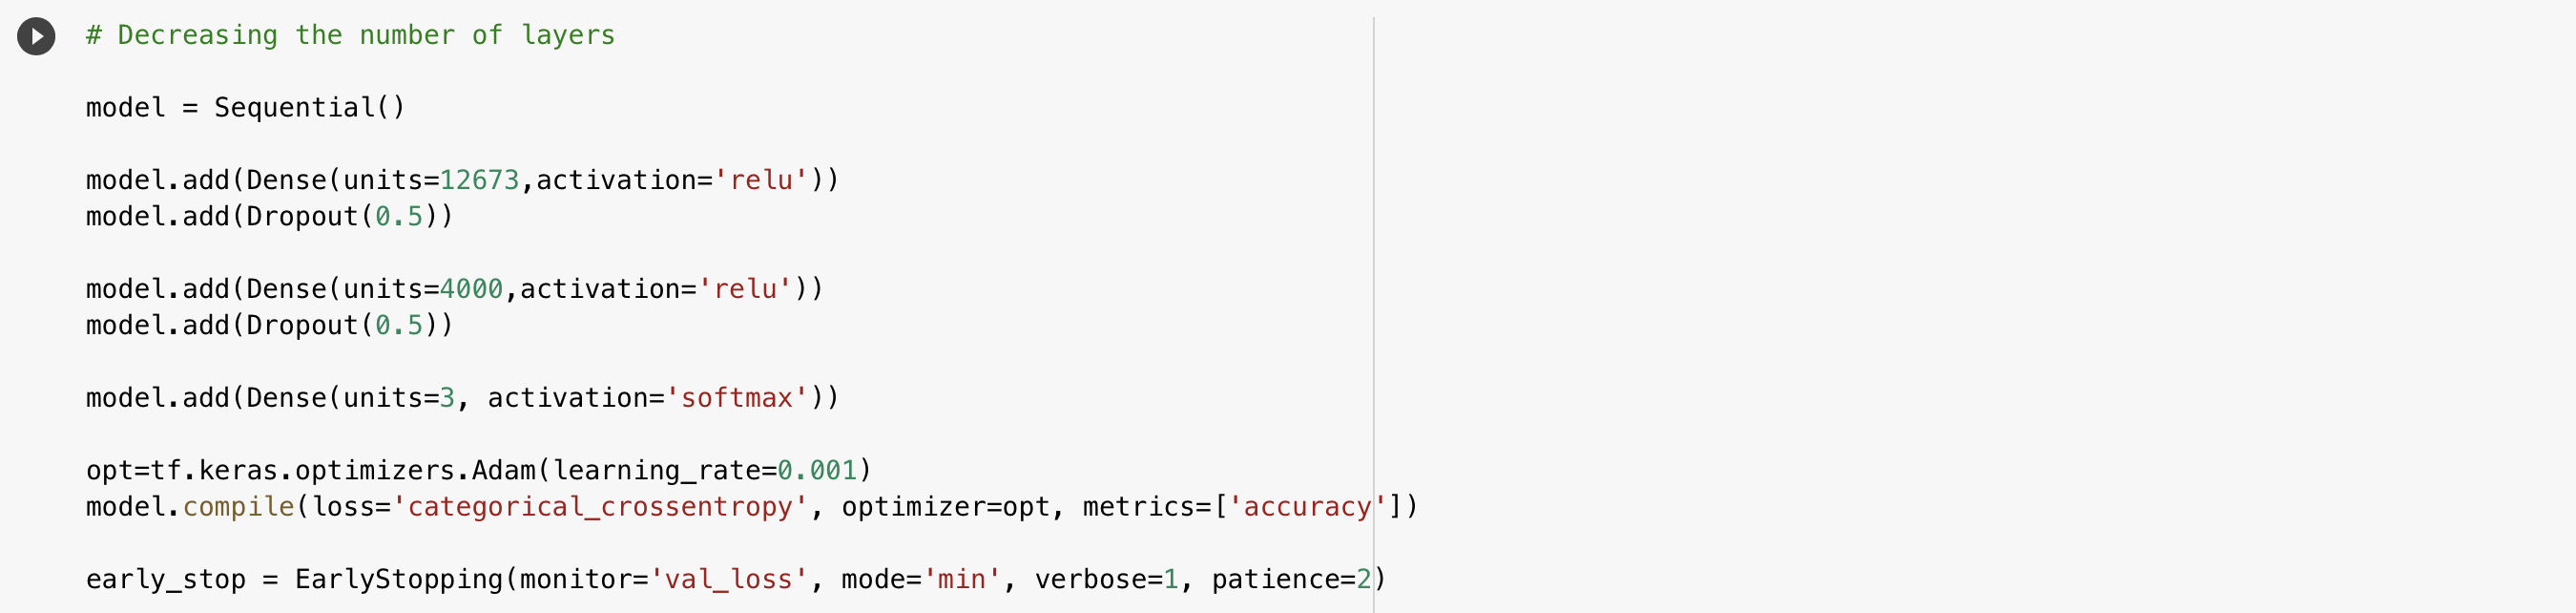 # Decreasing the number of layers
model = Sequential()
model.add(Dense(units=12673,activation='relu'))
model.add(Dropout(0.5))
model.add(Dense(units=4000,activation='relu'))
model.add(Dropout(0.5))
model.add(Dense(units=3, activation='softmax'))
opt=tf.keras.optimizers.Adam(learning_rate=0.001)
model.compile(loss='categorical_crossentropy', optimizer=opt, metrics=['accuracy'])
early_stop = EarlyStopping(monitor='val_loss', mode='min', verbose=1, patience=2)